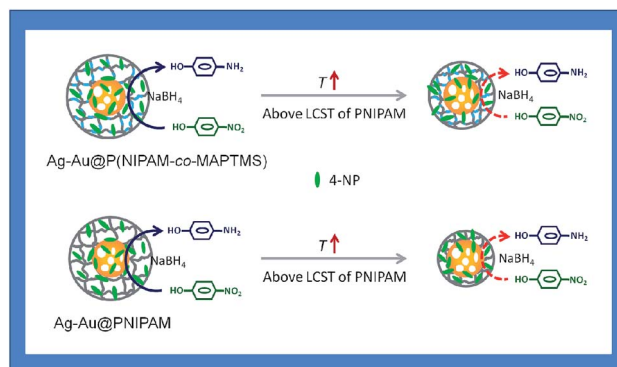 HO NH₂
NaBH₄
HO NO₂
Ag-Au@P(NIPAM-co-MAPTMS)
T
Above LCST of PNIPAM
HO NH₂
NaBH₄
HO NO₂
4-NP
HO NH₂
NaBH₄
HO NO₂
Ag-Au@PNIPAM
T
Above LCST of PNIPAM
HO NH₂
NaBH₄
HO NO₂